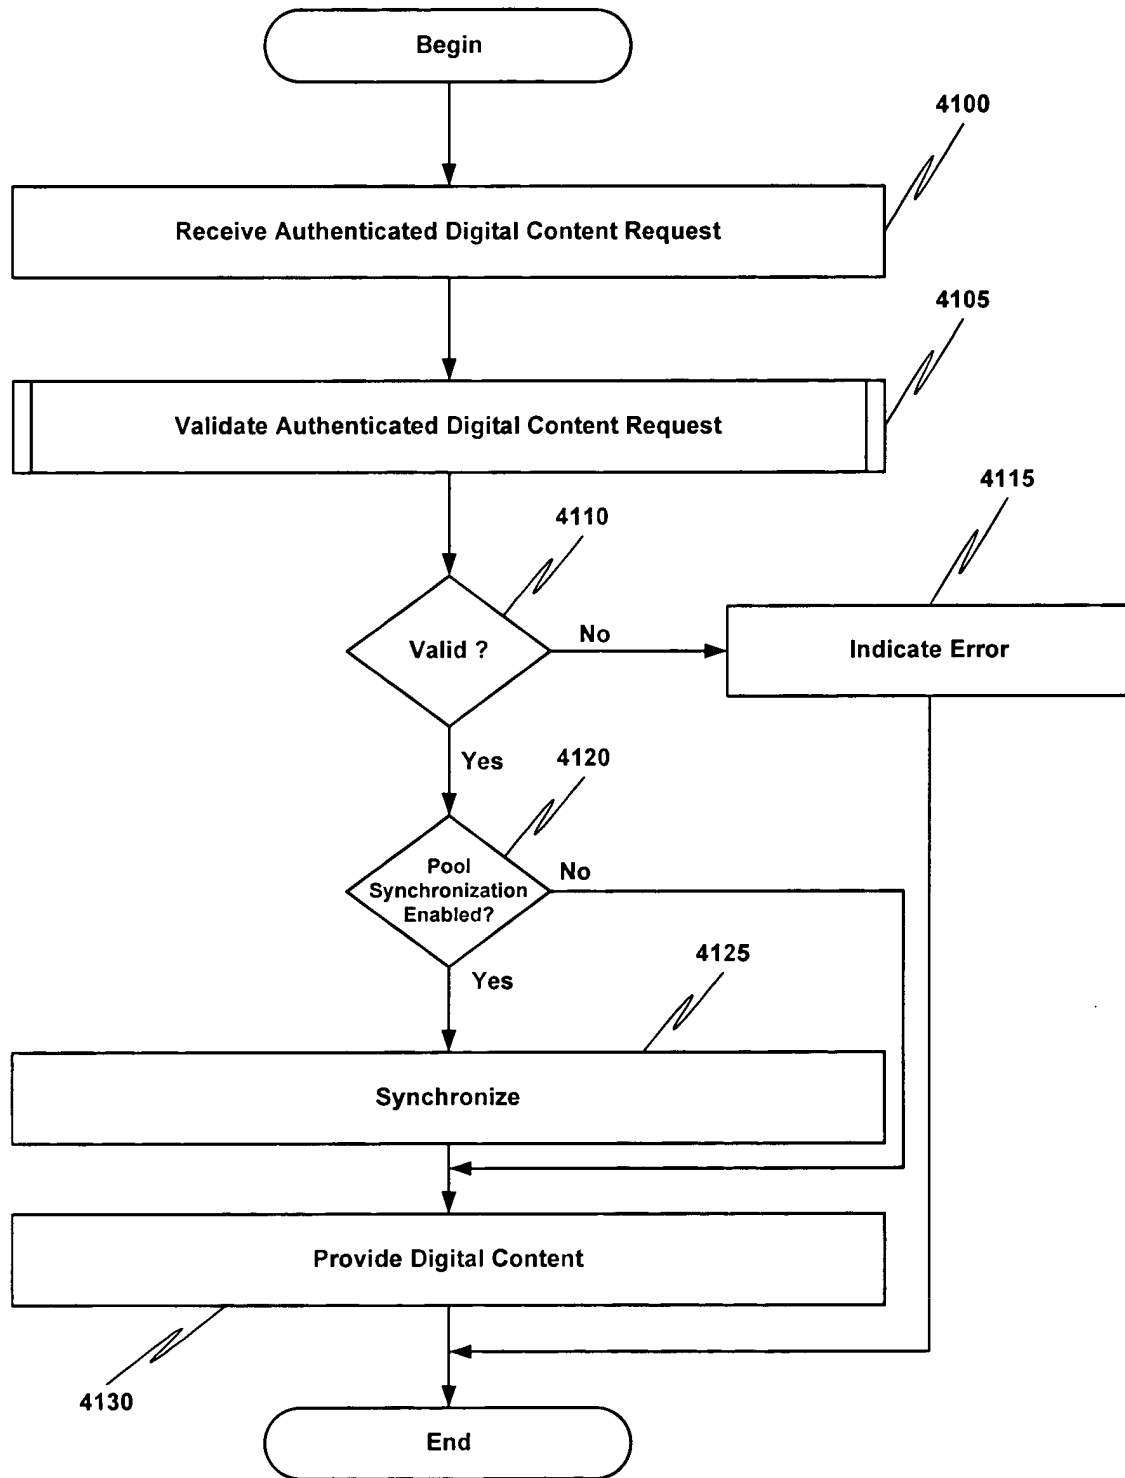 Begin
4100
Receive Authenticated Digital Content Request
4105
Validate Authenticated Digital Content Request
4115
4110
Valid ?
No
Indicate Error
Yes
4120
Pool
Synchronization
Enabled?
No
4125
Yes
Synchronize
Provide Digital Content
4130
End